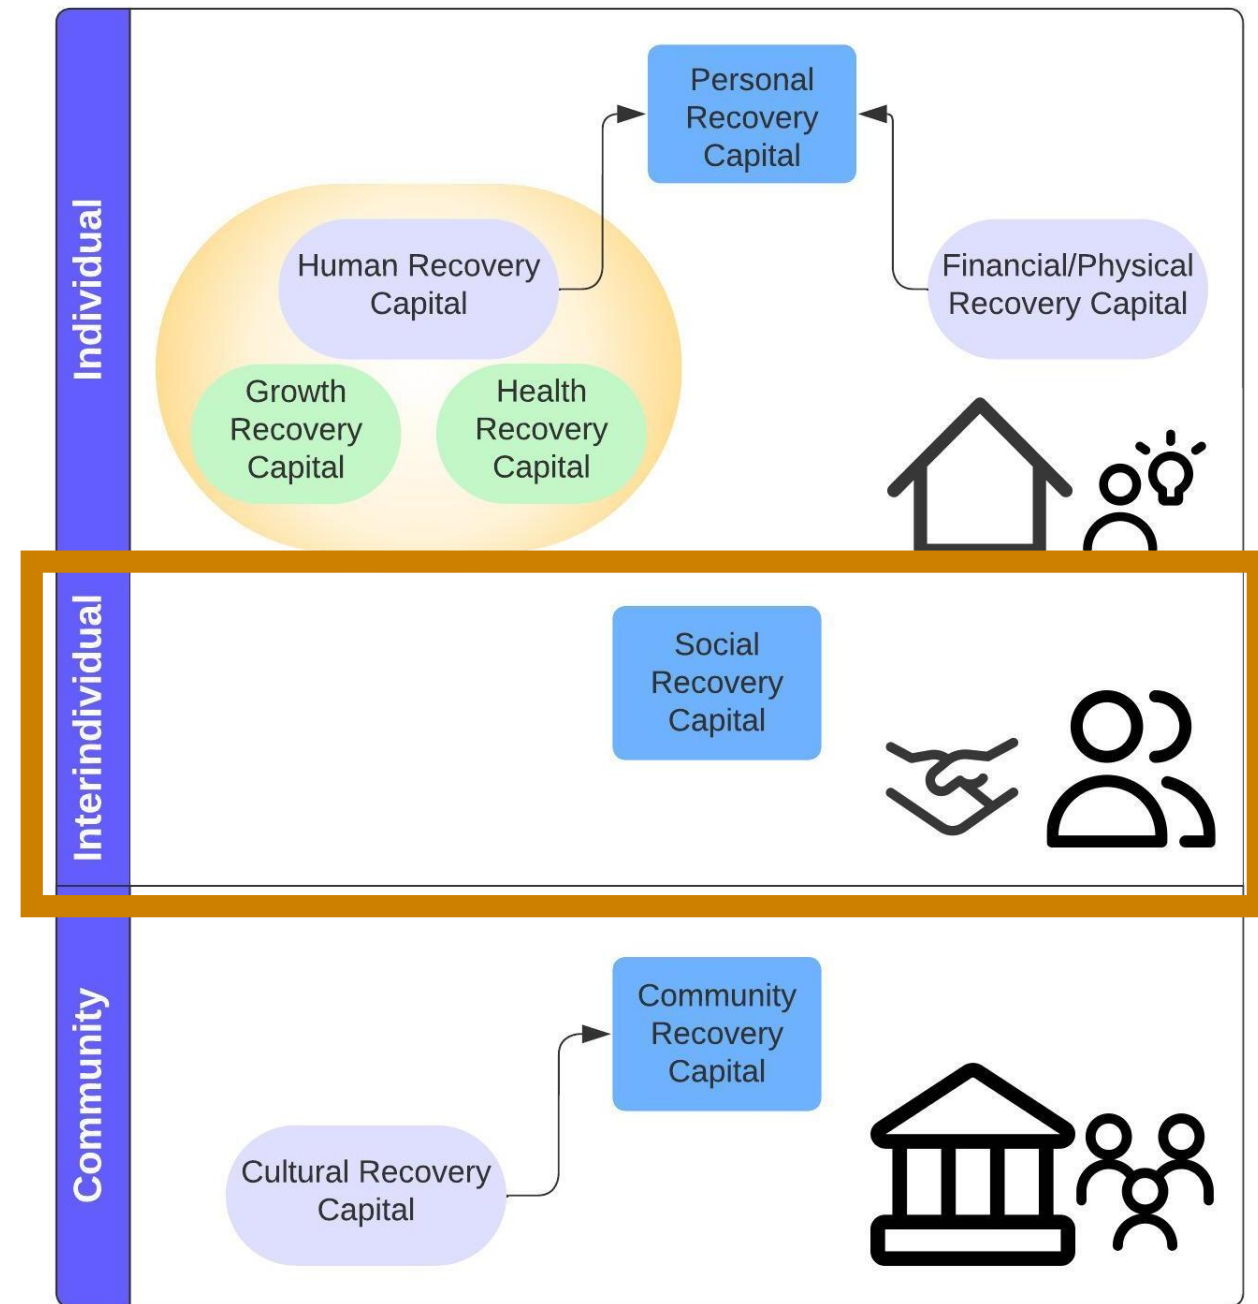 Individual
Personal
Recovery
Capital
Human Recovery
Capital
Financial/Physical
Recovery Capital
Growth
Recovery
Capital
Health
Recovery
Capital
Interindividual
Social
Recovery
Capital
Community
Community
Recovery
Capital
Cultural Recovery
Capital